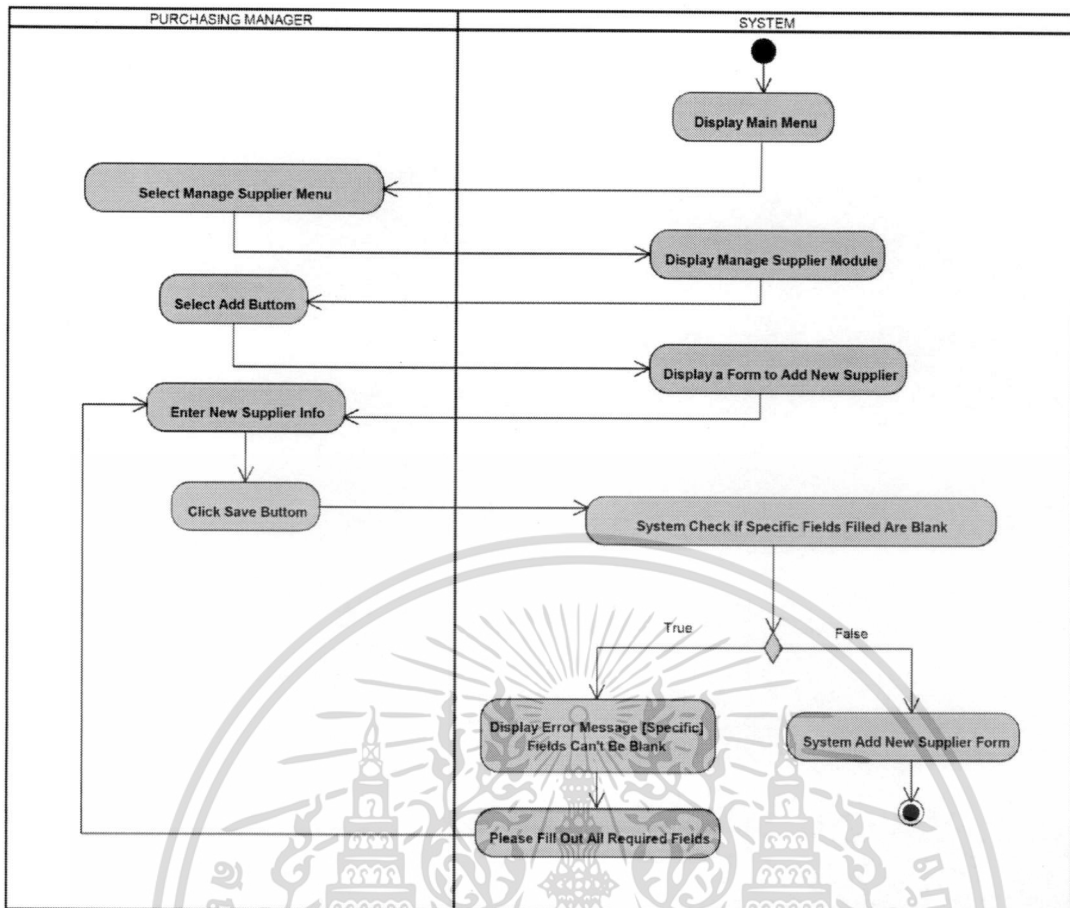 PURCHASING MANAGER
SYSTEM
Display Main Menu
Select Manage Supplier Menu
Display Manage Supplier Module
Select Add Buttom
Display a Form to Add New Supplier
Enter New Supplier Info
Click Save Buttom
System Check if Specific Fields Filled Are Blank
True
False
Display Error Message [Specific]
Fields Can't Be Blank
System Add New Supplier Form
Please Fill Out All Required Fields